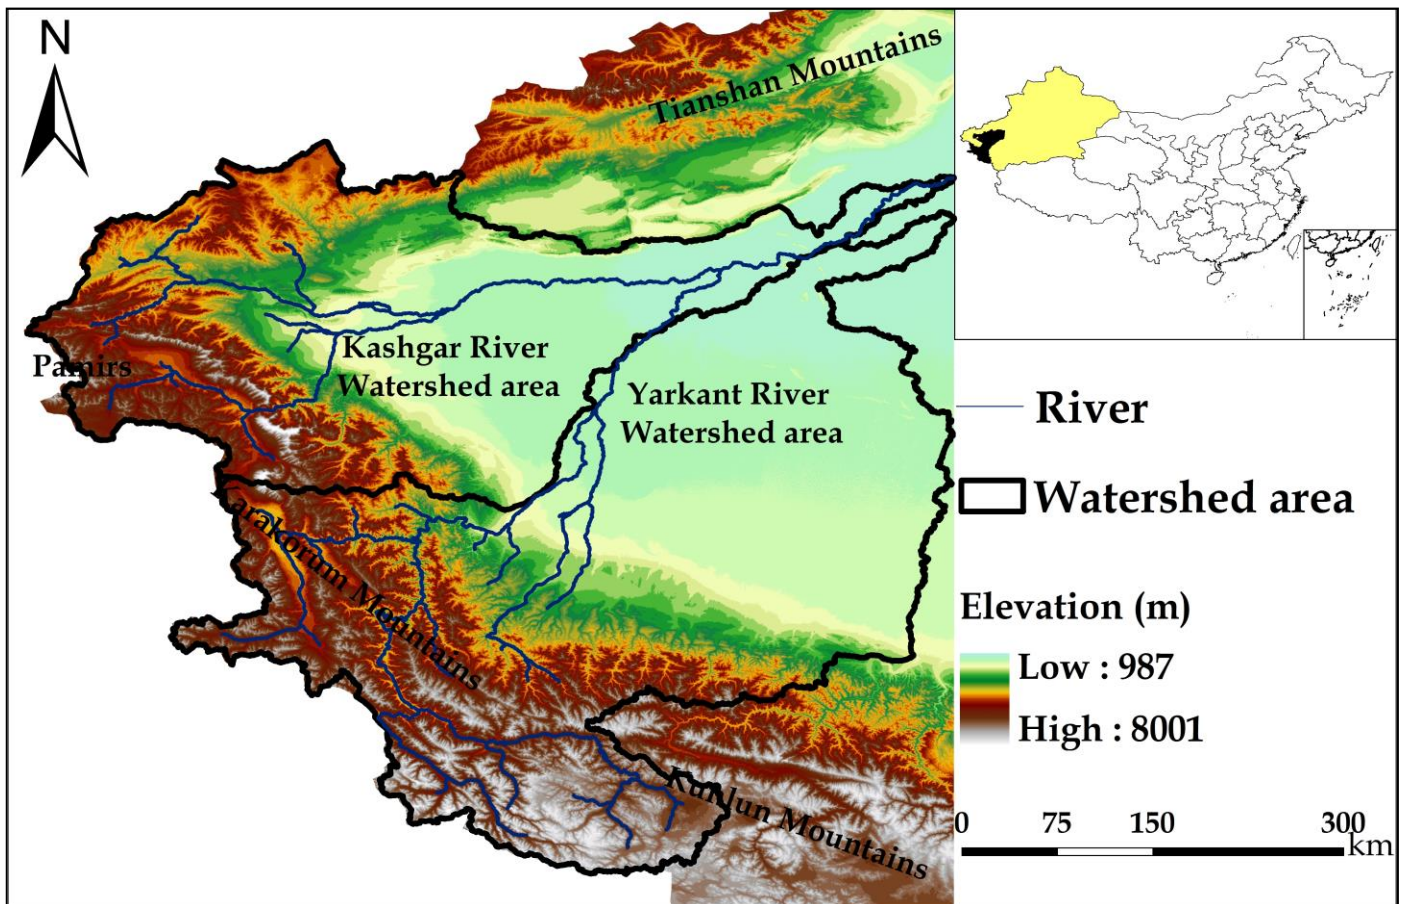 N
Tianshan Mountains
Pamirs
Kashgar River
Watershed area
Yarkant River
Watershed area
Karakorum Mountains
Kunlun Mountains
River
Watershed area
Elevation (m)
Low : 987
High : 8001
0 75 150 300 km